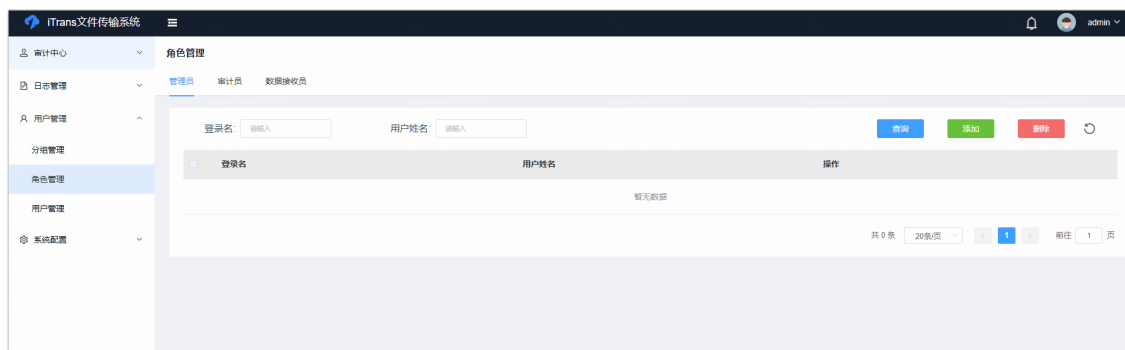 iTrans文件传输系统
admin
审计中心
日志管理
用户管理
分组管理
角色管理
用户管理
系统配置
角色管理
管理员 审计员 数据接收员
登录名: 请输入 用户姓名: 请输入 查询 添加 删除
登录名 用户姓名 操作
暂无数据
共 0 条 20条/页 1 前往 1 页